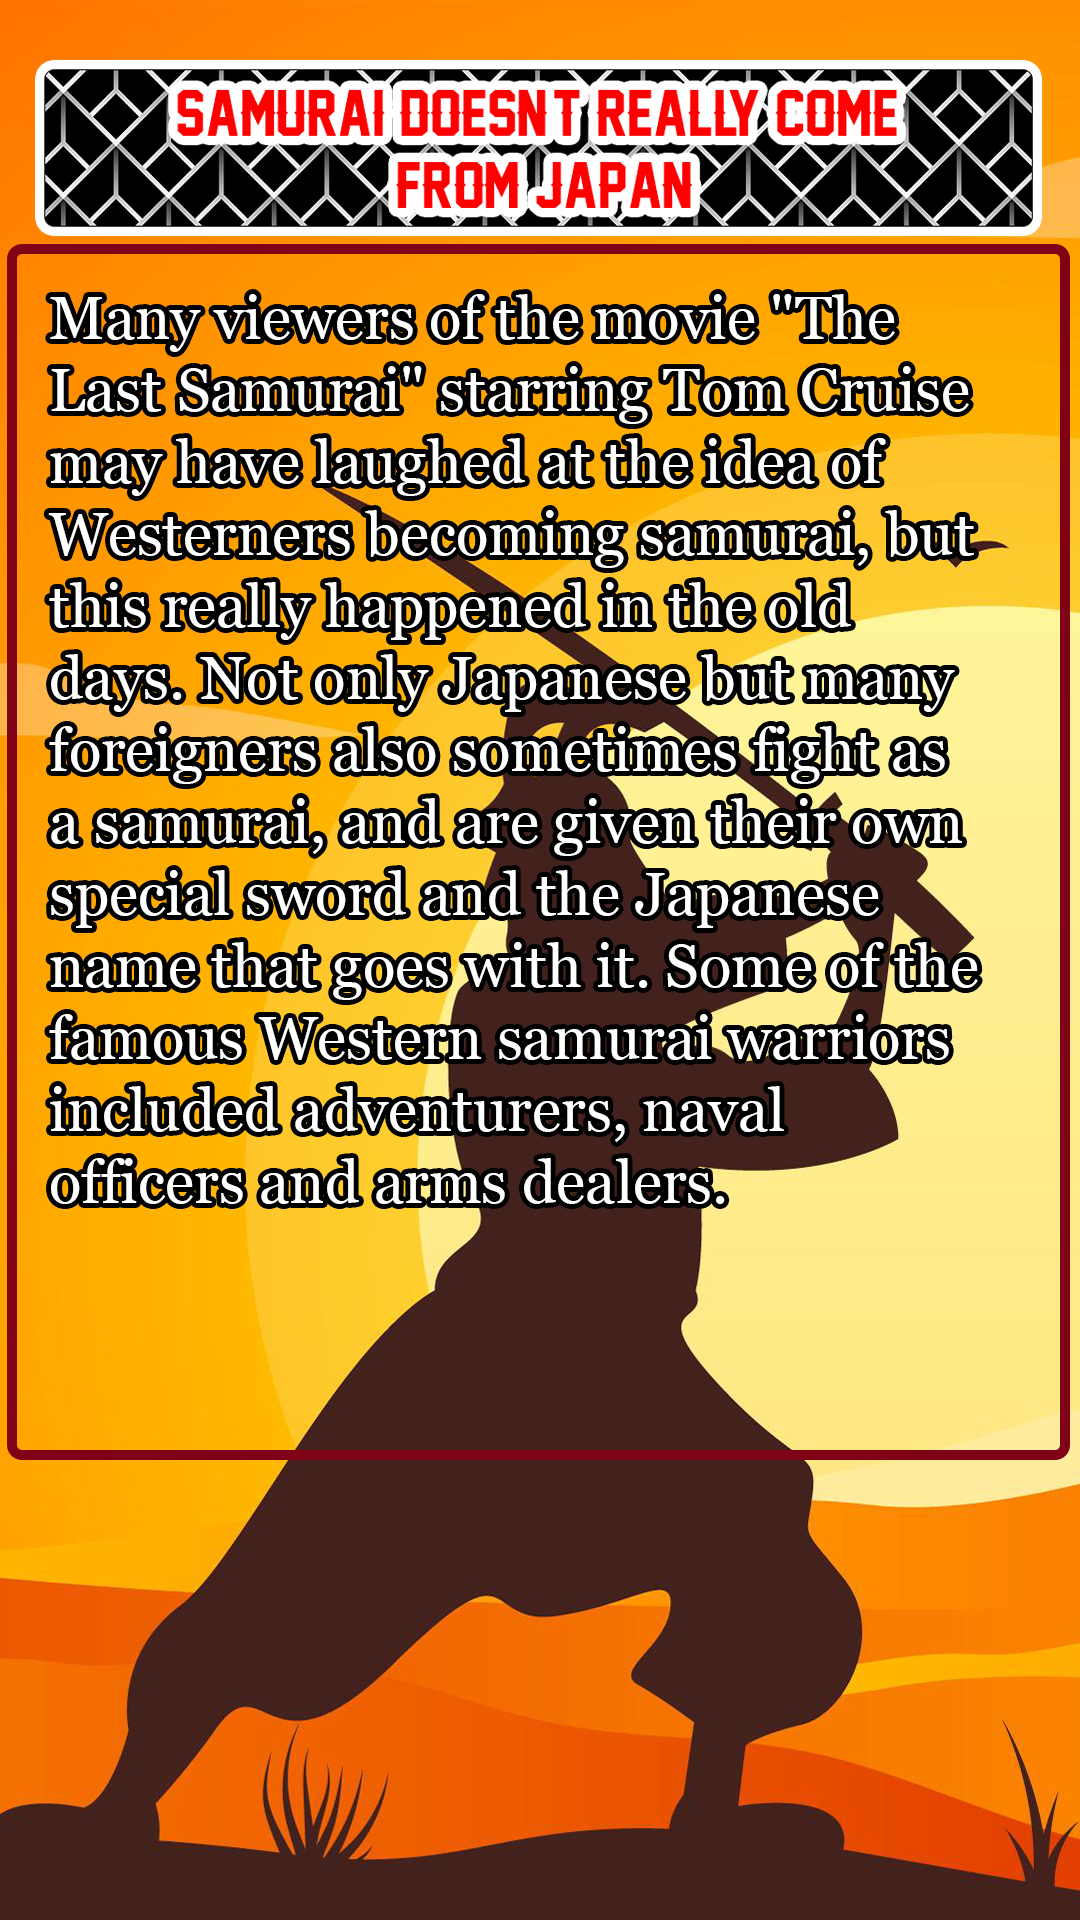 SAMURAI DOESN'T REALLY COME
FROM JAPAN
Many viewers of the movie "The
Last Samurai" starring Tom Cruise
may have laughed at the idea of
Westerners becoming samurai, but
this really happened in the old
days. Not only Japanese but many
foreigners also sometimes fight as
a samurai, and are given their own
special sword and the Japanese
name that goes with it. Some of the
famous Western samurai warriors
included adventurers, naval
officers and arms dealers.